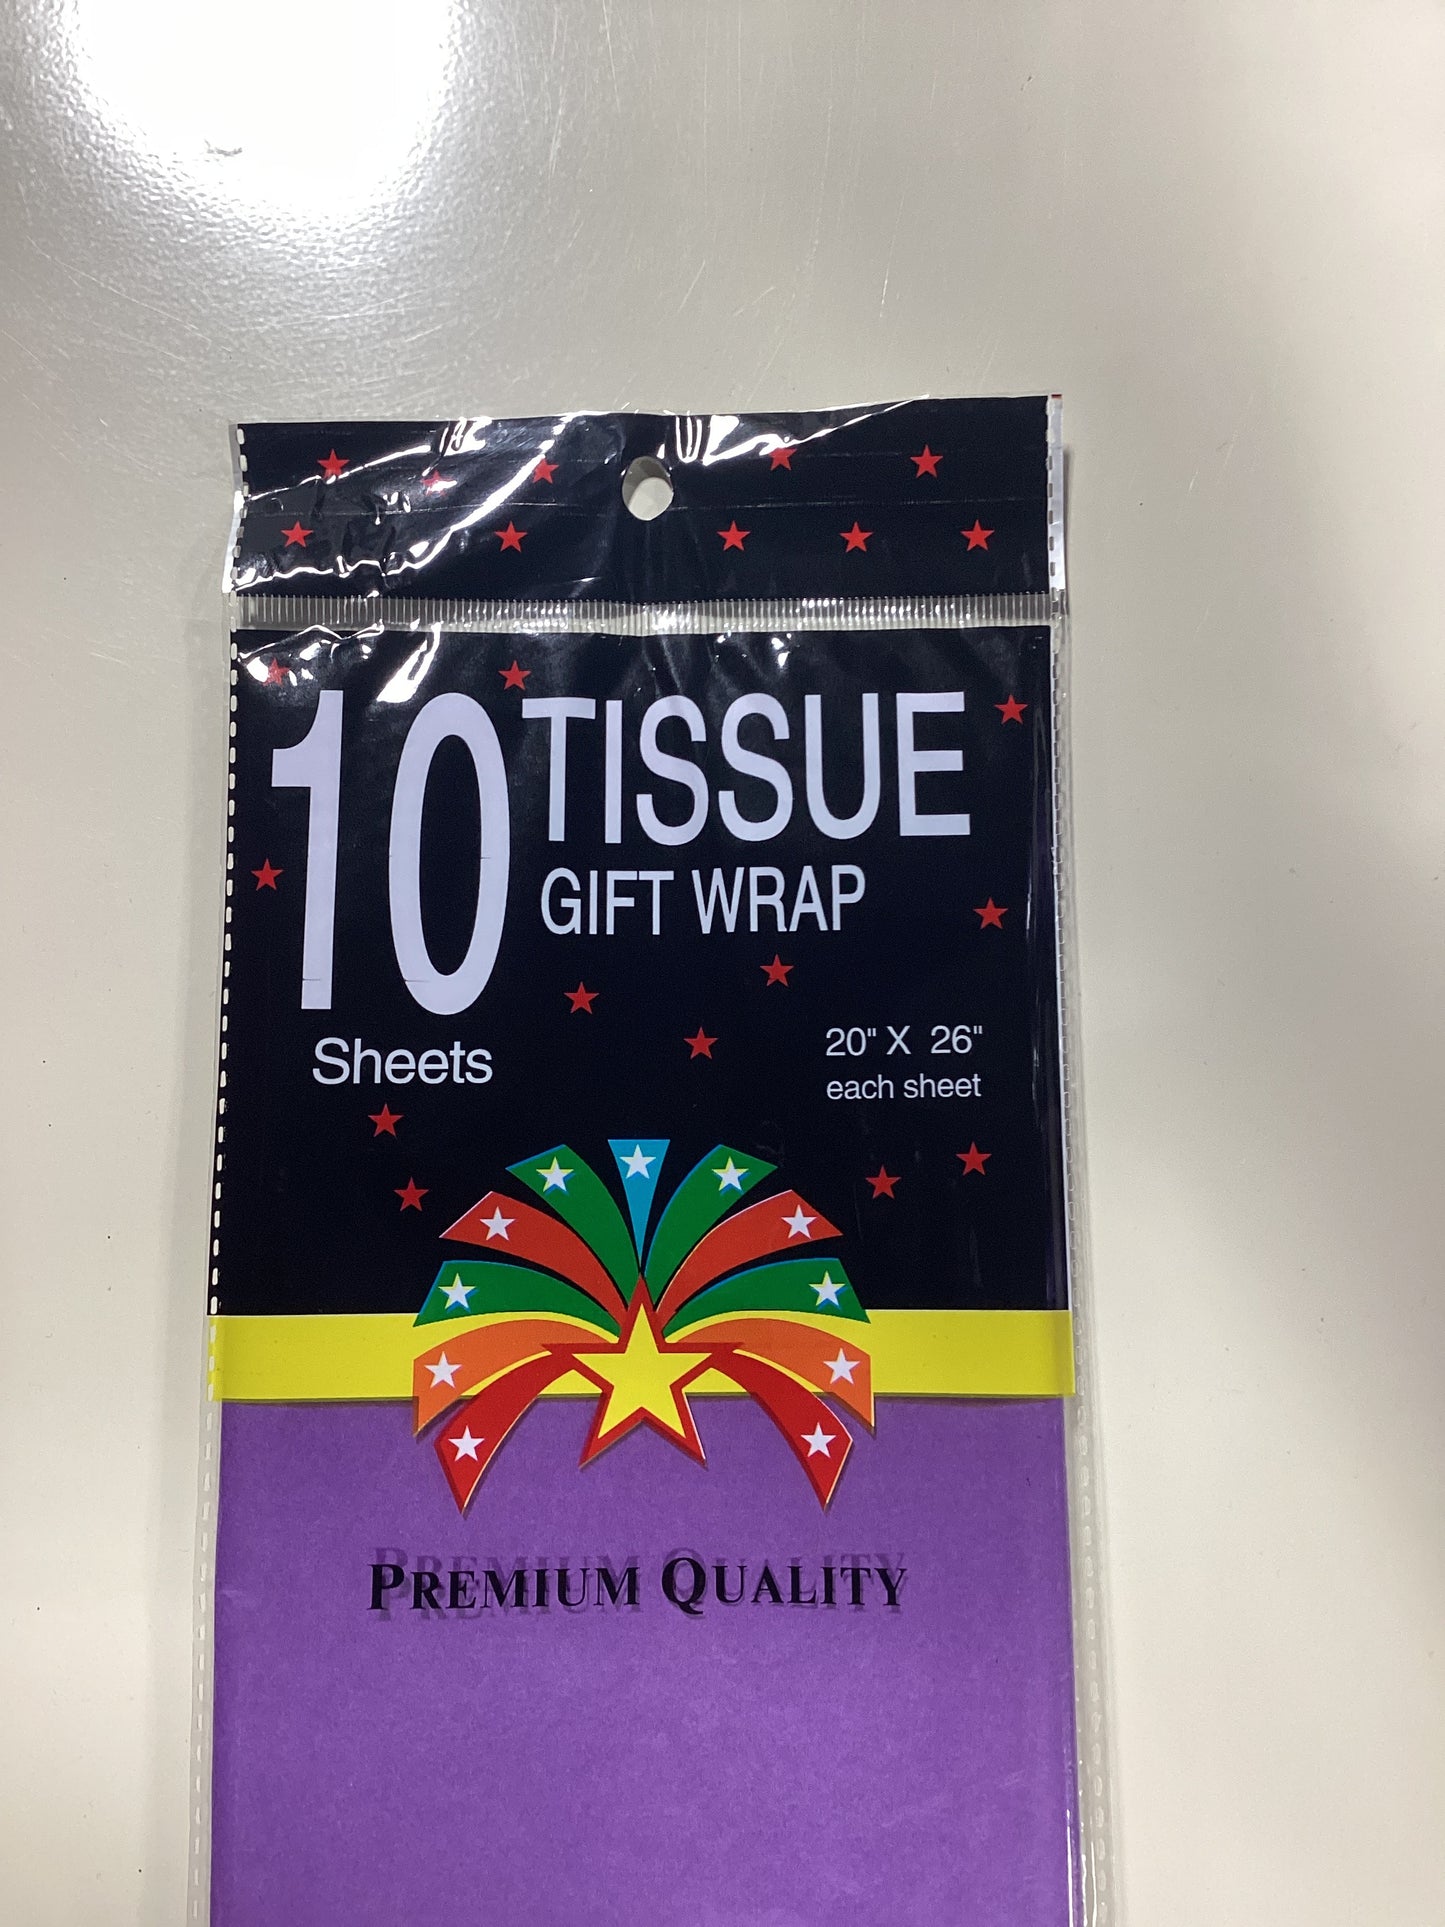 10 TISSUE
GIFT WRAP
Sheets
20" X 26"
each sheet
PREMIUM QUALITY